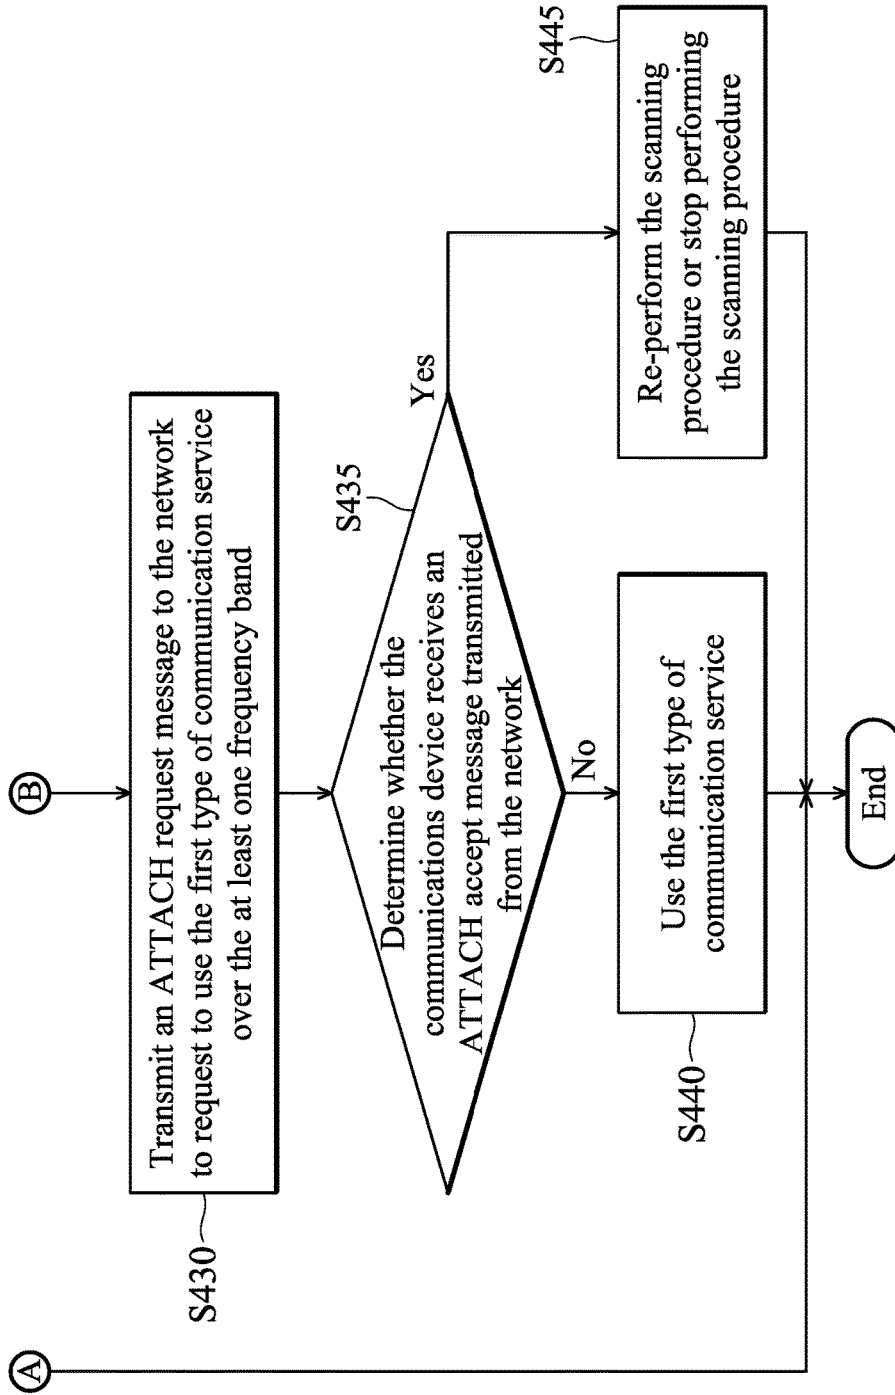 A
B
S430
Transmit an ATTACH request message to the network
to request to use the first type of communication service
over the at least one frequency band
S435
Determine whether the
communications device receives an
ATTACH accept message transmitted
from the network
Yes
No
S440
Use the first type of
communication service
S445
Re-perform the scanning
procedure or stop performing
the scanning procedure
End